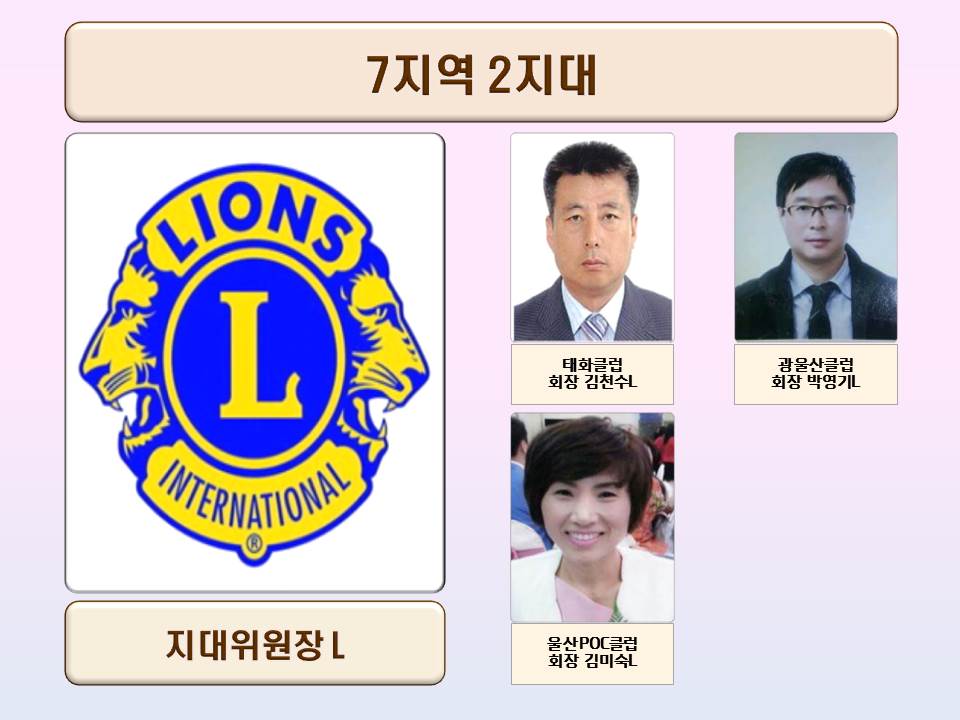 7지역 2지대
LIONS
L
INTERNATIONAL
®
지대위원장 L
태화클럽
회장 김천수L
광울산클럽
회장 박영기L
울산POC클럽
회장 김미숙L